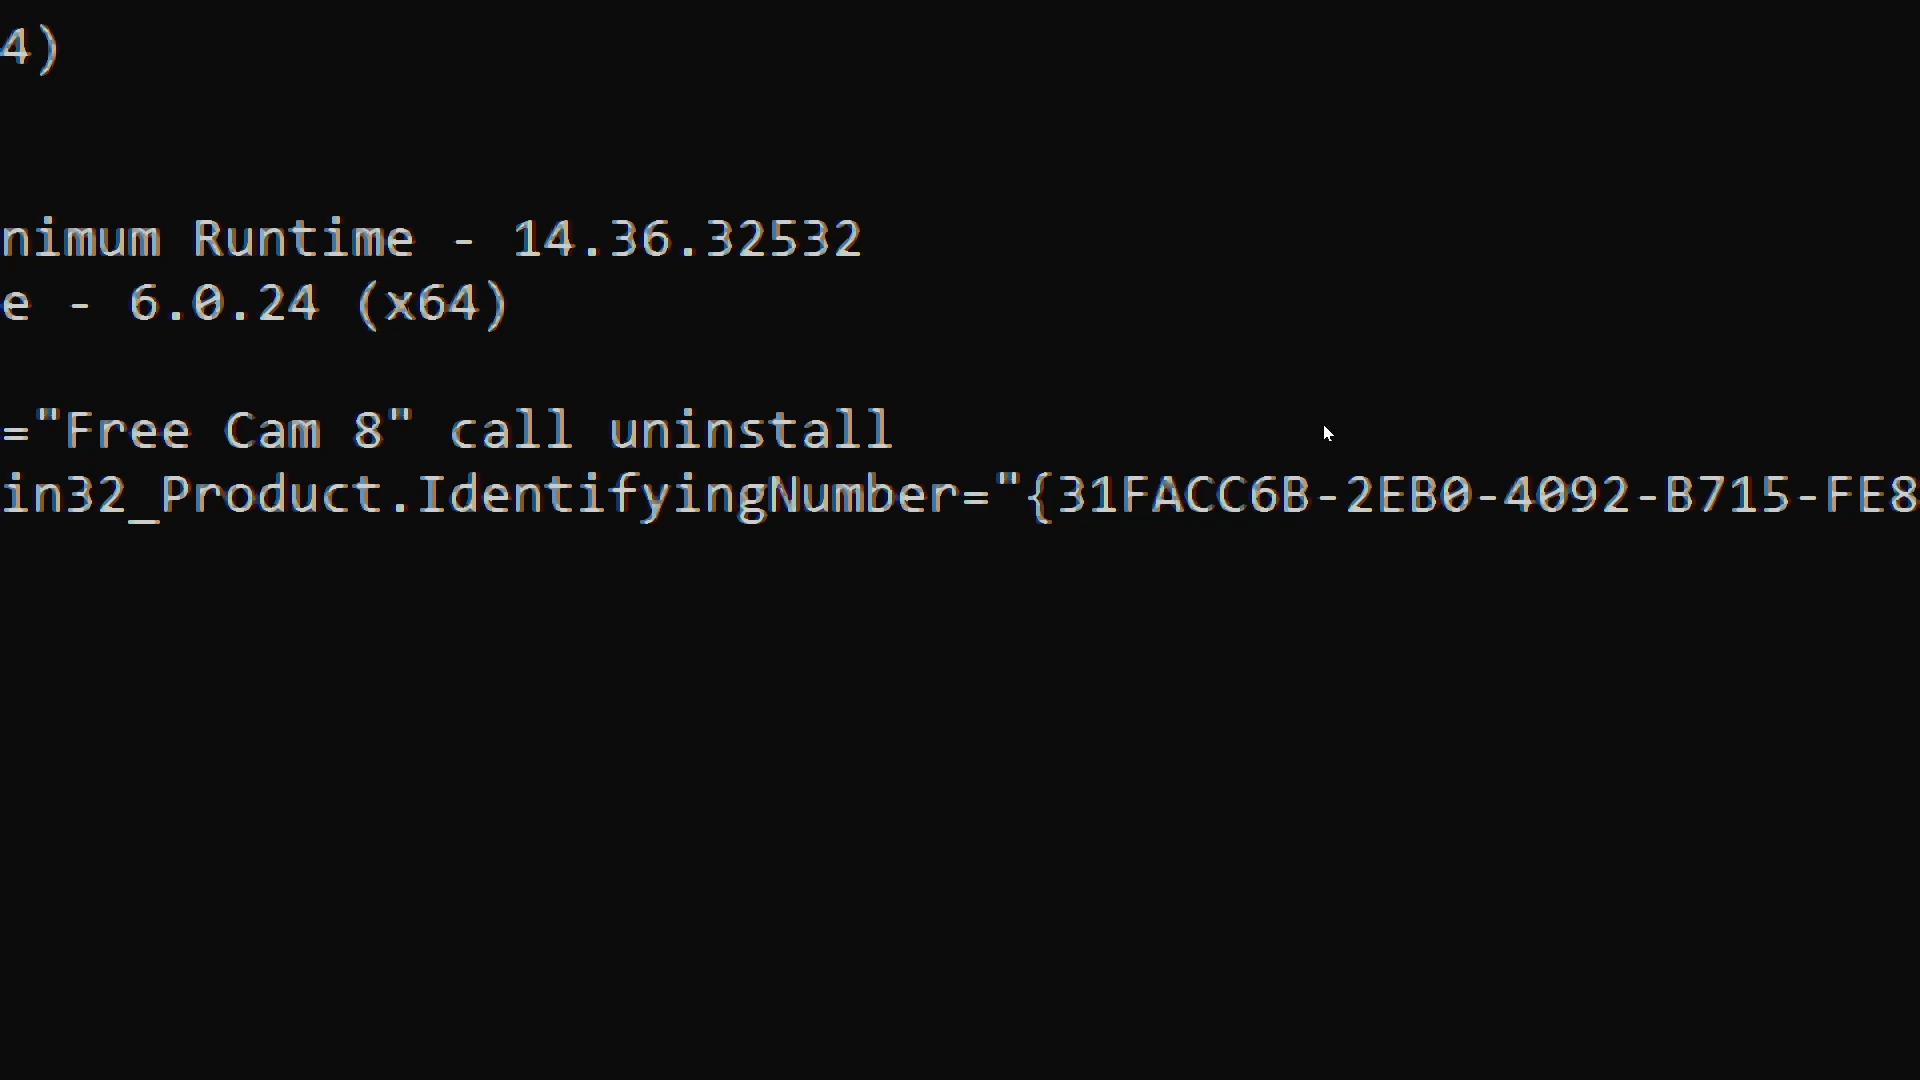 4)
nimum Runtime - 14.36.32532
e - 6.0.24 (x64)
="Free Cam 8" call uninstall
in32_Product.IdentifyingNumber="{31FACC6B-2EB0-4092-B715-FE8